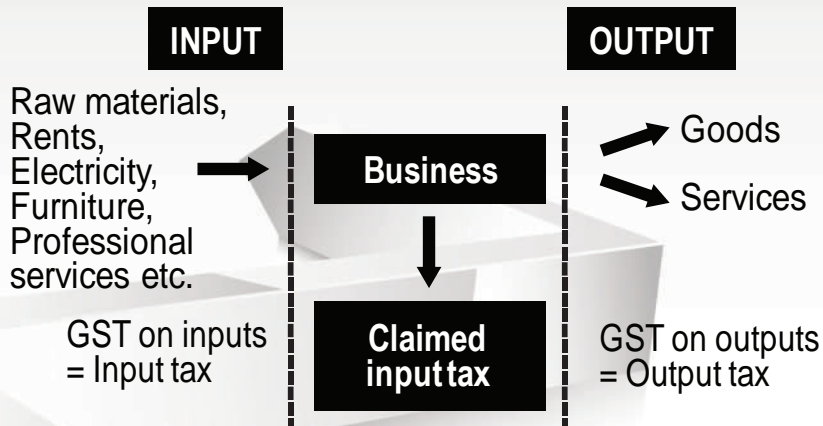 INPUT
OUTPUT
Raw materials,
Rents,
Electricity,
Furniture,
Professional
services etc.
Business
Goods
Services
GST on inputs
= Input tax
Claimed
input tax
GST on outputs
= Output tax